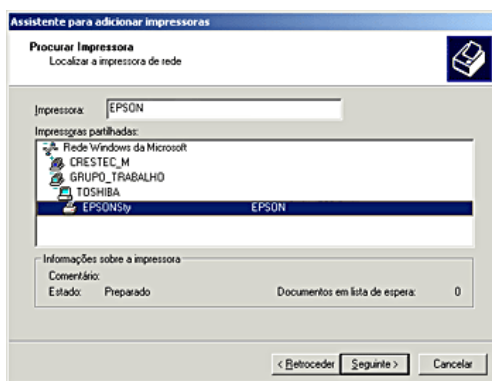 Assistente para adicionar impressoras
Procurar Impressora
Localizar a impressora de rede
Impressora: EPSON
Impressoras partilhadas:
Rede Windows da Microsoft
CRESTEC_M
GRUPO_TRABALHO
TOSHIBA
EPSONSty EPSON
Informações sobre a impressora
Comentário:
Estado: Preparado Documentos em lista de espera: 0
< Retroceder Seguinte > Cancelar